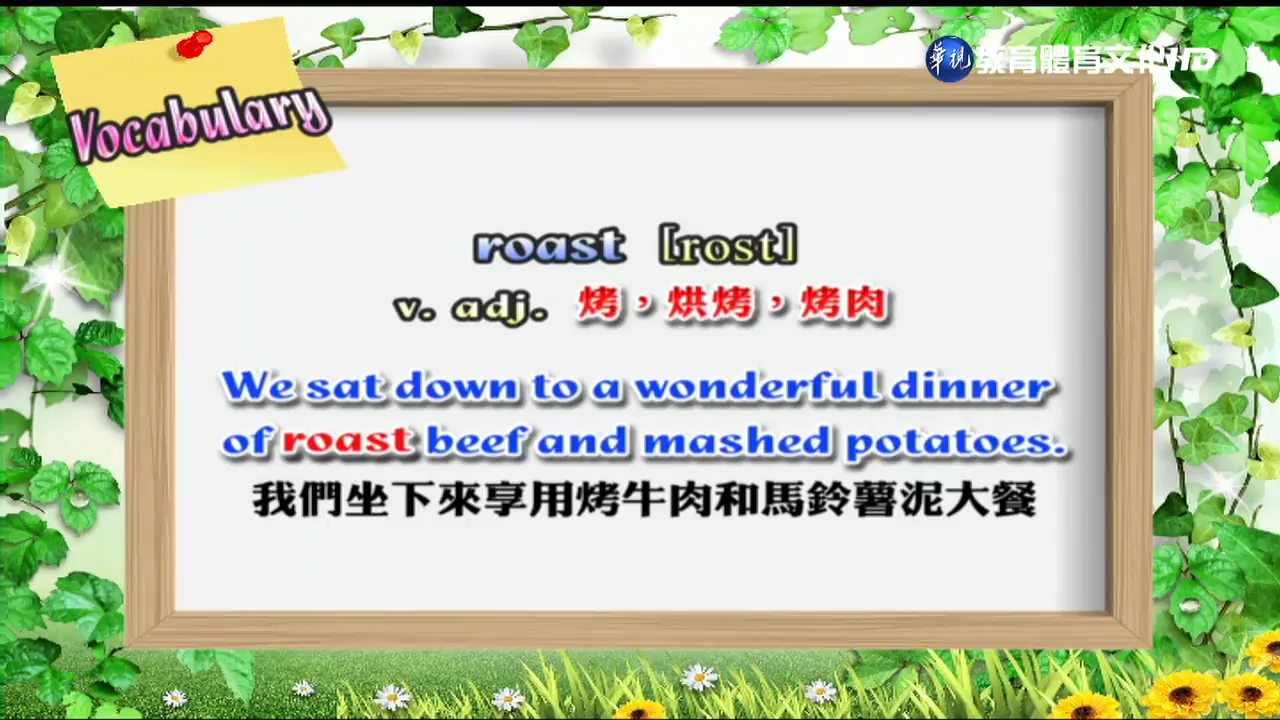 華視 教育體育文化HD
Vocabulary
roast [rost]
v. adj. 烤，烘烤，烤肉
We sat down to a wonderful dinner
of roast beef and mashed potatoes.
我們坐下來享用烤牛肉和馬鈴薯泥大餐